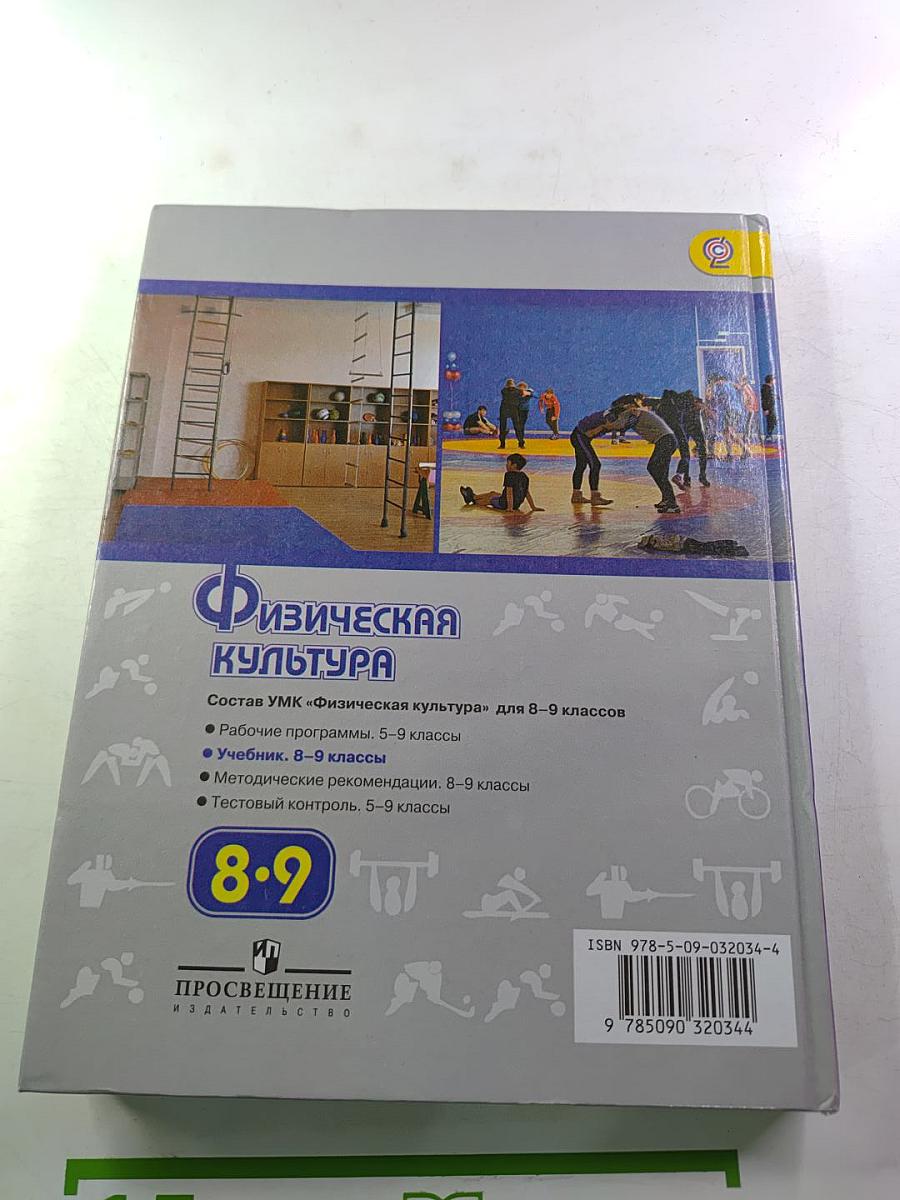 Физическая
культура
Состав УМК «Физическая культура» для 8–9 классов
● Рабочие программы. 5–9 классы
● Учебник. 8–9 классы
● Методические рекомендации. 8–9 классы
● Тестовый контроль. 5–9 классы
8•9
ПРОСВЕЩЕНИЕ
ИЗДАТЕЛЬСТВО
ISBN 978-5-09-032034-4
9 785090 320344